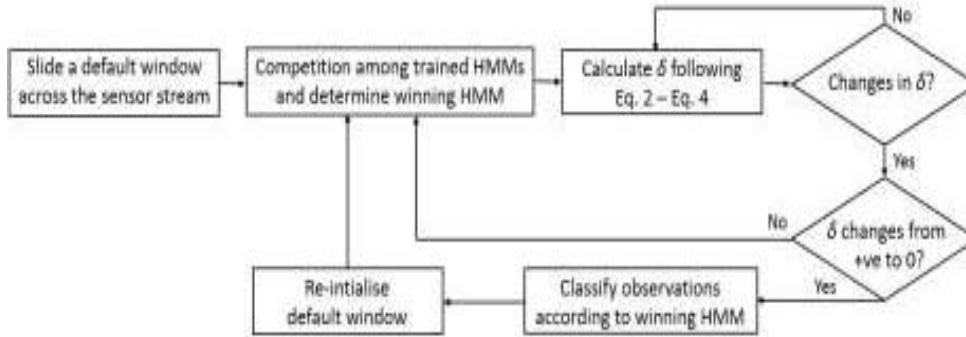 No
Slide a default window
across the sensor stream
Competition among trained HMMs
and determine winning HMM
Calculate δ following
Eq. 2 – Eq. 4
Changes in δ?
Yes
No
δ changes from
+ve to 0?
Yes
Classify observations
according to winning HMM
Re-intialise
default window